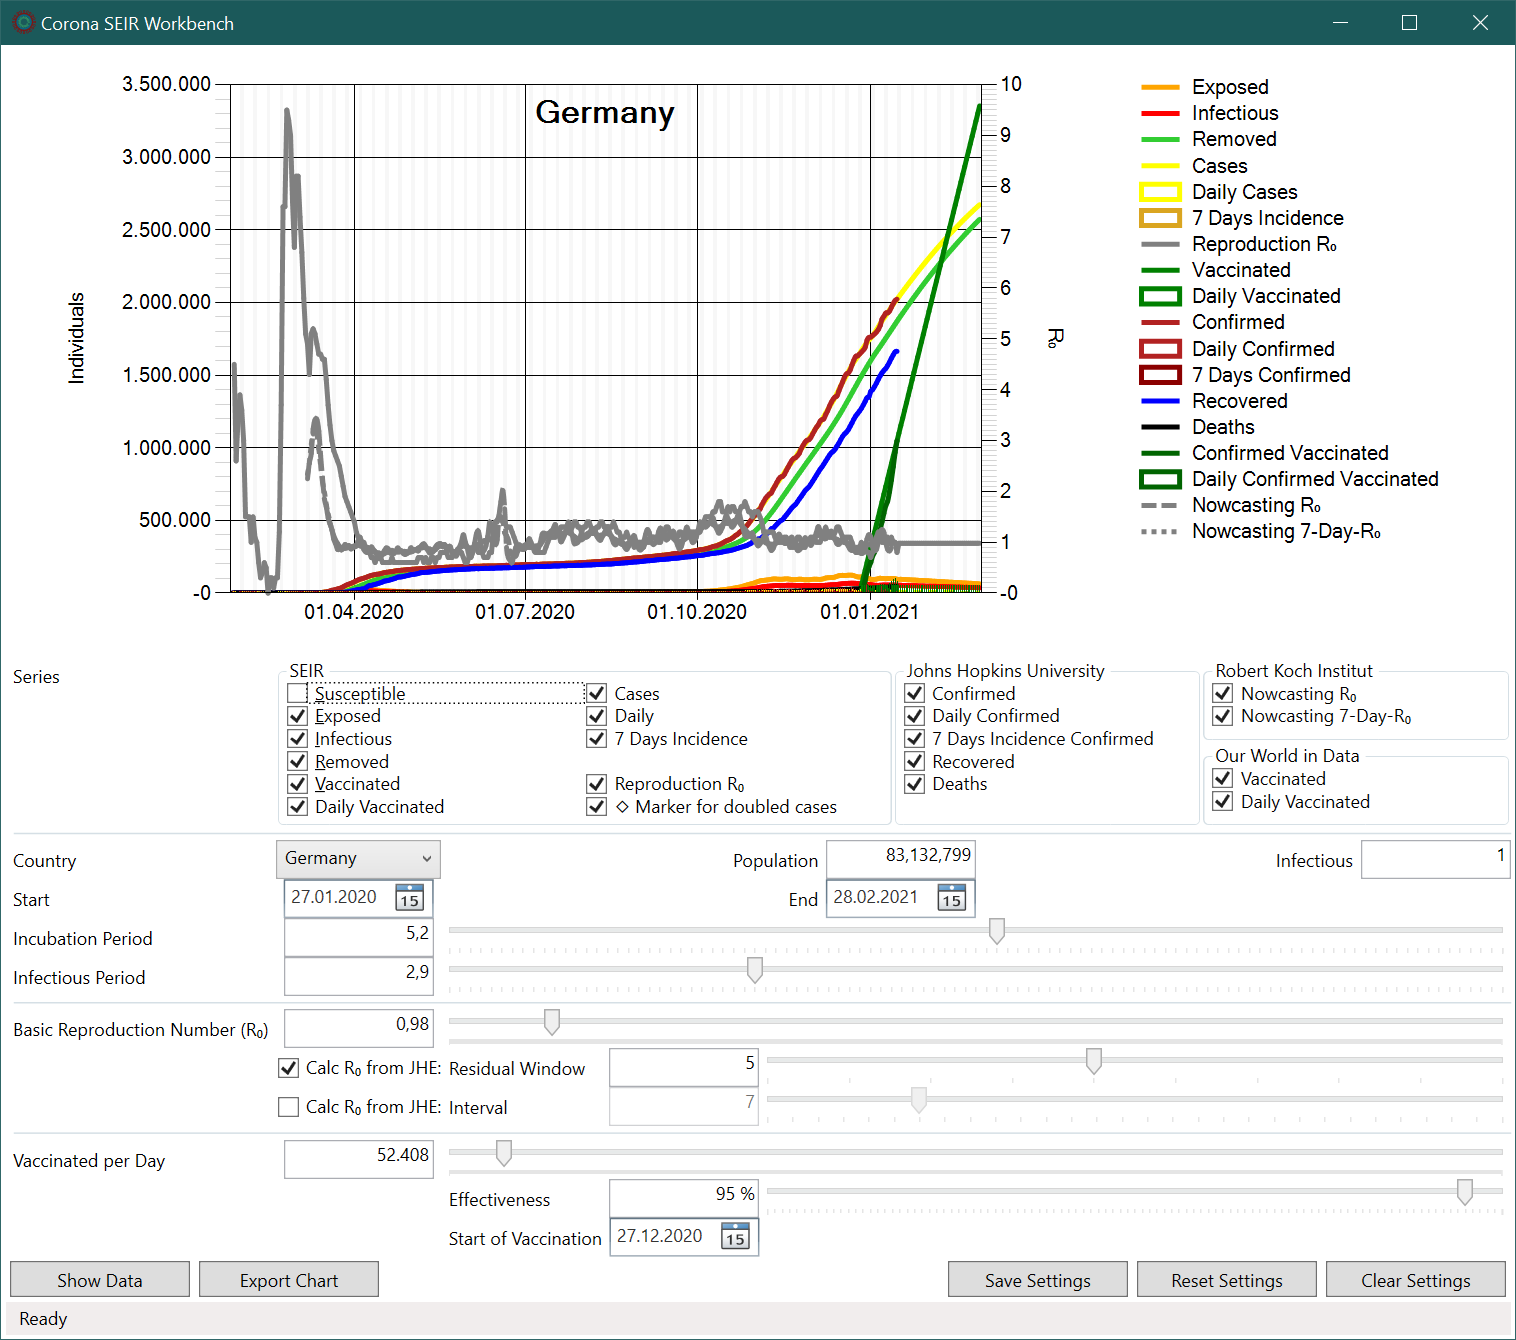 Corona SEIR Workbench
Germany
3.500.000
3.000.000
2.500.000
2.000.000
1.500.000
1.000.000
500.000
-0
Individuals
10
9
8
7
6
5
4
3
2
1
-0
R₀
01.04.2020 01.07.2020 01.10.2020 01.01.2021
Exposed
Infectious
Removed
Cases
Daily Cases
7 Days Incidence
Reproduction R₀
Vaccinated
Daily Vaccinated
Confirmed
Daily Confirmed
7 Days Confirmed
Recovered
Deaths
Confirmed Vaccinated
Daily Confirmed Vaccinated
Nowcasting R₀
Nowcasting 7-Day-R₀
Series
SEIR
Susceptible
Exposed
Infectious
Removed
Vaccinated
Daily Vaccinated
Cases
Daily
7 Days Incidence
Reproduction R₀
◇ Marker for doubled cases
Johns Hopkins University
Confirmed
Daily Confirmed
7 Days Incidence Confirmed
Recovered
Deaths
Robert Koch Institut
Nowcasting R₀
Nowcasting 7-Day-R₀
Our World in Data
Vaccinated
Daily Vaccinated
Country Germany Population 83,132,799 Infectious 1
Start 27.01.2020 15 End 28.02.2021 15
Incubation Period 5,2
Infectious Period 2,9
Basic Reproduction Number (R₀) 0,98
Calc R₀ from JHE: Residual Window 5
Calc R₀ from JHE: Interval 7
Vaccinated per Day 52.408
Effectiveness 95 %
Start of Vaccination 27.12.2020 15
Show Data Export Chart Save Settings Reset Settings Clear Settings
Ready